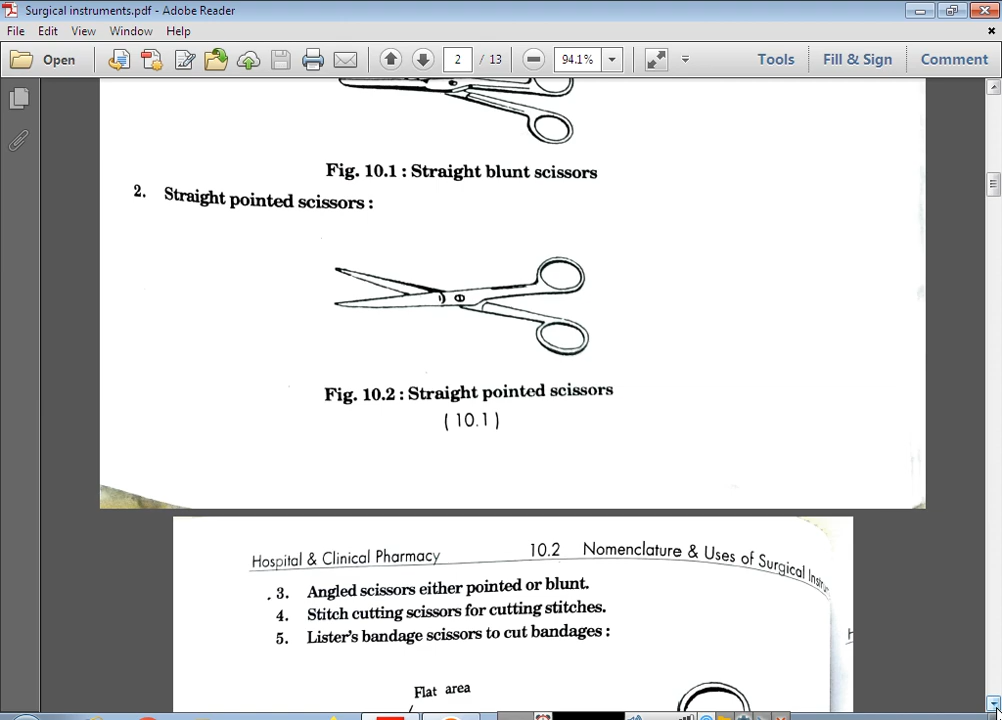 Surgical instruments.pdf - Adobe Reader
File Edit View Window Help
Open 2 / 13 94.1% Tools Fill & Sign Comment
Fig. 10.1 : Straight blunt scissors
2. Straight pointed scissors :
Fig. 10.2 : Straight pointed scissors
( 10.1 )
Hospital & Clinical Pharmacy 10.2 Nomenclature & Uses of Surgical Instru
3. Angled scissors either pointed or blunt.
4. Stitch cutting scissors for cutting stitches.
5. Lister's bandage scissors to cut bandages :
Flat area